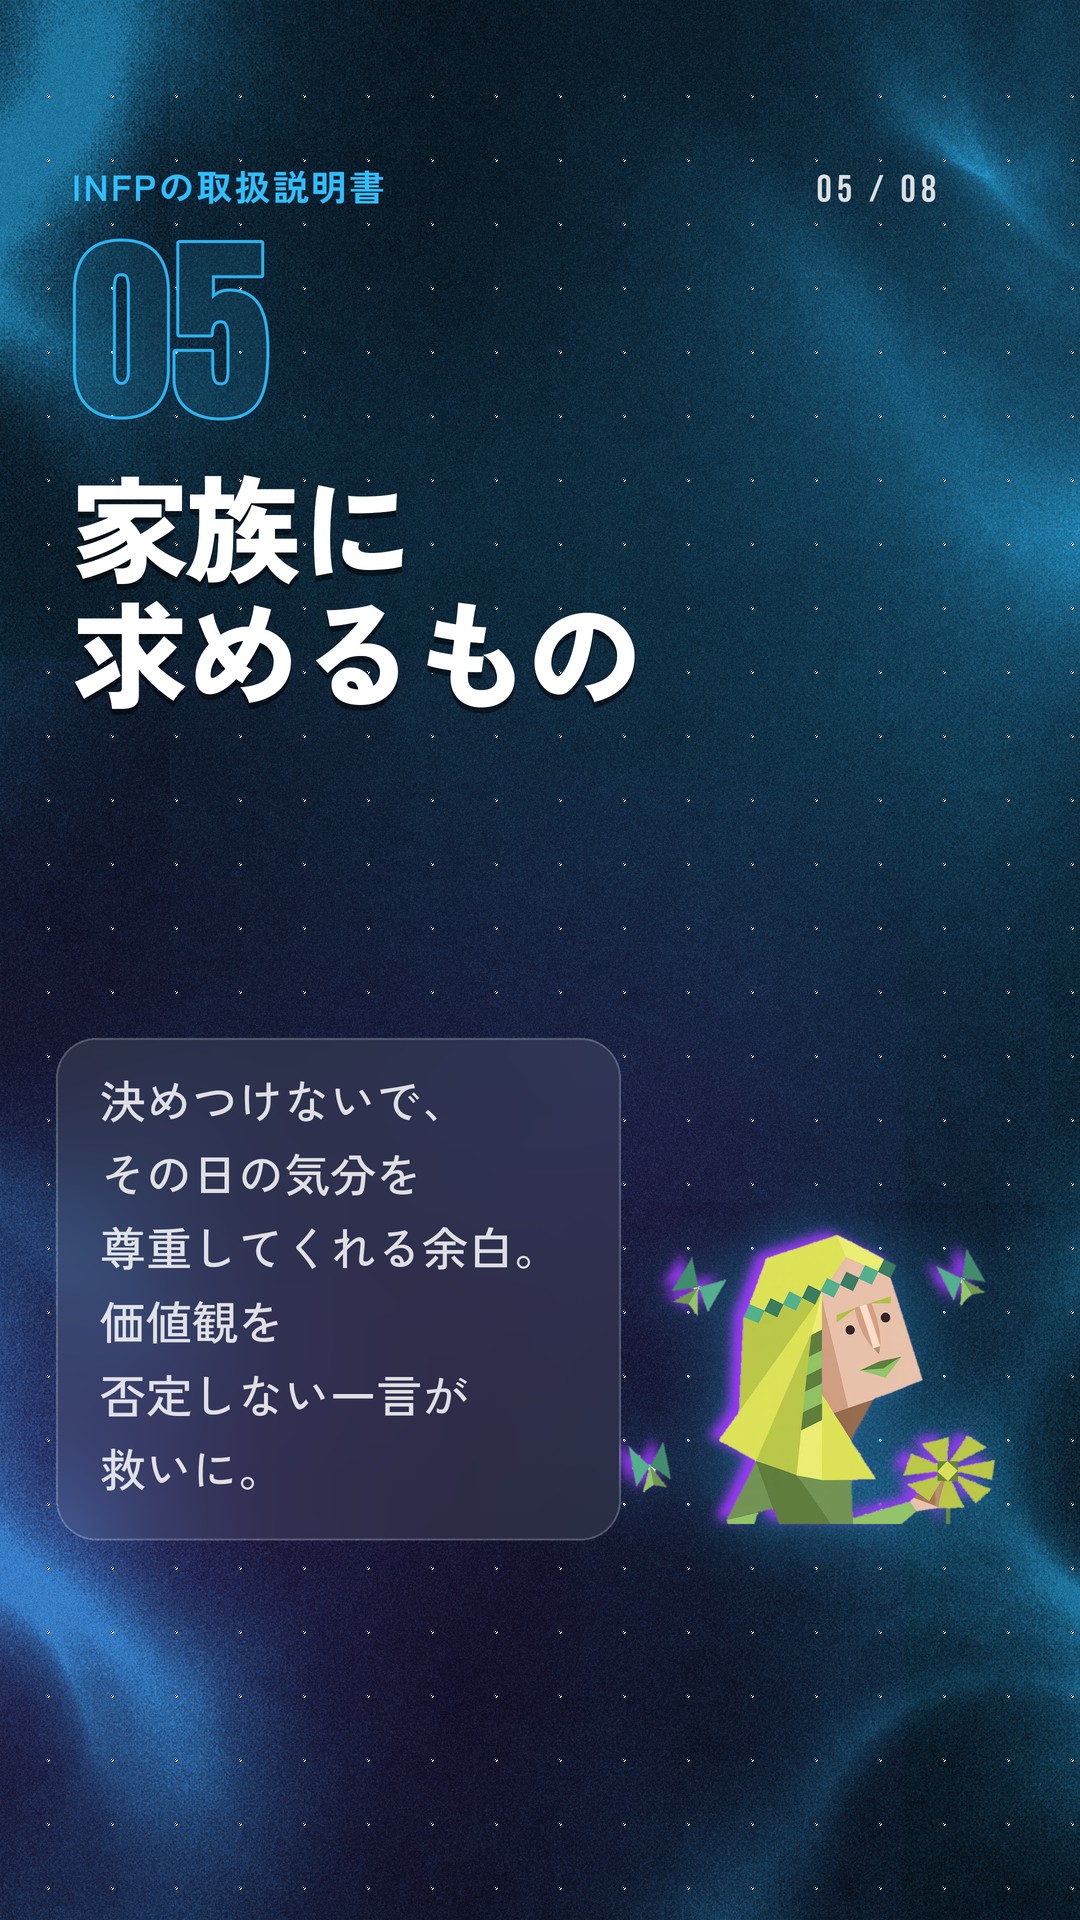 INFPの取扱説明書
05 / 08
05
家族に
求めるもの
決めつけないで、
その日の気分を
尊重してくれる余白。
価値観を
否定しない一言が
救いに。